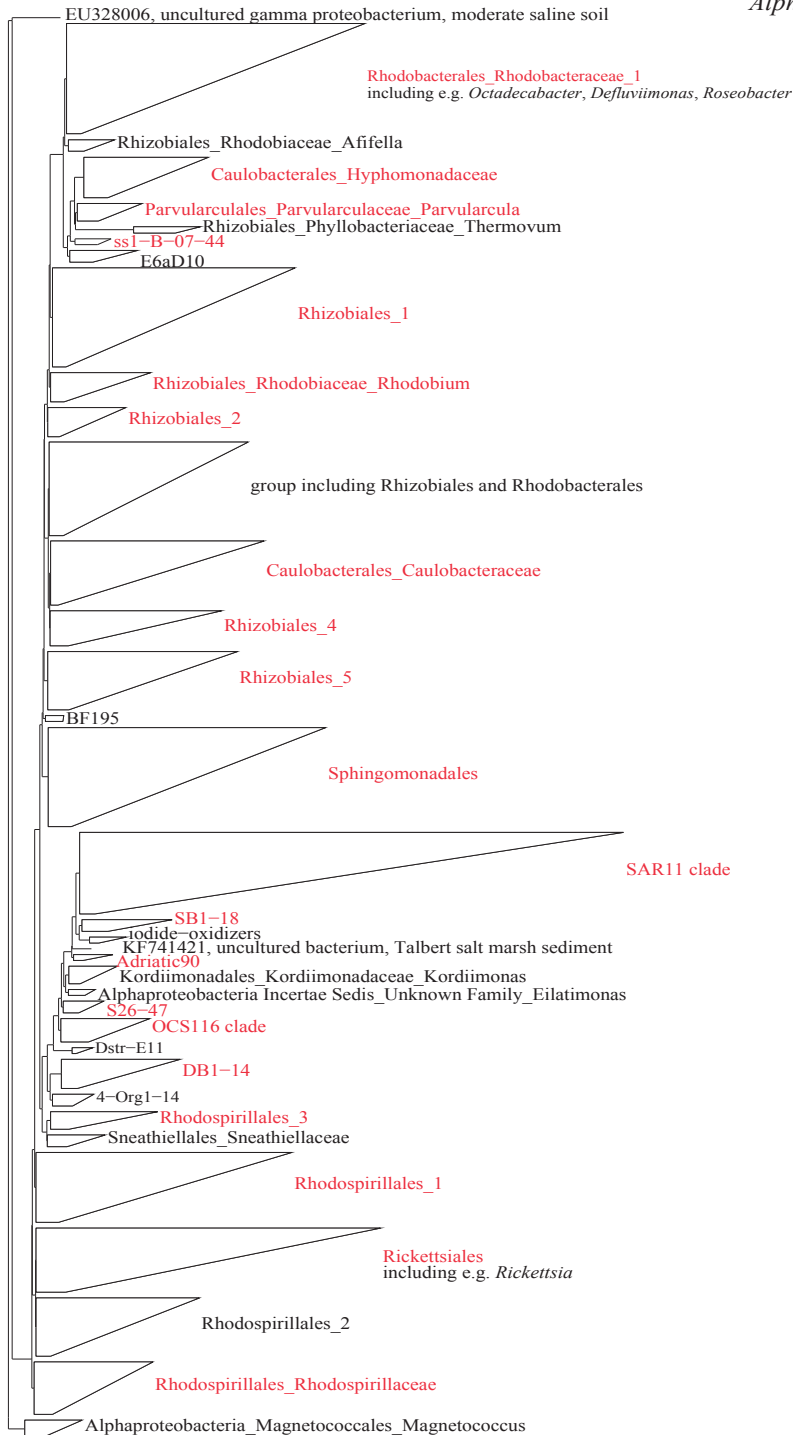 Alph
EU328006, uncultured gamma proteobacterium, moderate saline soil
Rhodobacterales_Rhodobacteraceae_1
including e.g. Octadecabacter, Defluviimonas, Roseobacter
Rhizobiales_Rhodobiaceae_Afifella
Caulobacterales_Hyphomonadaceae
Parvularculales_Parvularculaceae_Parvularcula
Rhizobiales_Phyllobacteriaceae_Thermovum
ss1−B−07−44
E6aD10
Rhizobiales_1
Rhizobiales_Rhodobiaceae_Rhodobium
Rhizobiales_2
group including Rhizobiales and Rhodobacterales
Caulobacterales_Caulobacteraceae
Rhizobiales_4
Rhizobiales_5
BF195
Sphingomonadales
SAR11 clade
SB1−18
iodide−oxidizers
KF741421, uncultured bacterium, Talbert salt marsh sediment
Adriatic90
Kordiimonadales_Kordiimonadaceae_Kordiimonas
Alphaproteobacteria Incertae Sedis_Unknown Family_Eilatimonas
S26−47
OCS116 clade
Dstr−E11
DB1−14
4−Org1−14
Rhodospirillales_3
Sneathiellales_Sneathiellaceae
Rhodospirillales_1
Rickettsiales
including e.g. Rickettsia
Rhodospirillales_2
Rhodospirillales_Rhodospirillaceae
Alphaproteobacteria_Magnetococcales_Magnetococcus